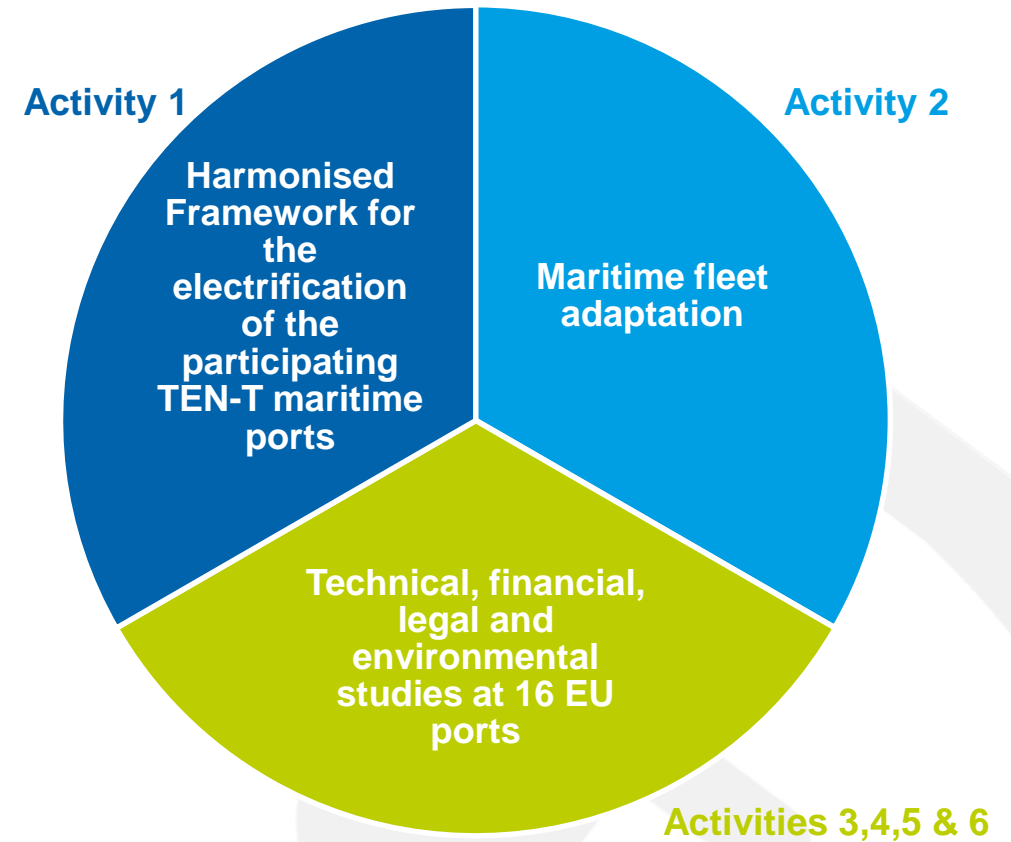 Activity 1
Harmonised
Framework for
the
electrification
of the
participating
TEN-T maritime
ports
Activity 2
Maritime fleet
adaptation
Technical, financial,
legal and
environmental
studies at 16 EU
ports
Activities 3,4,5 & 6